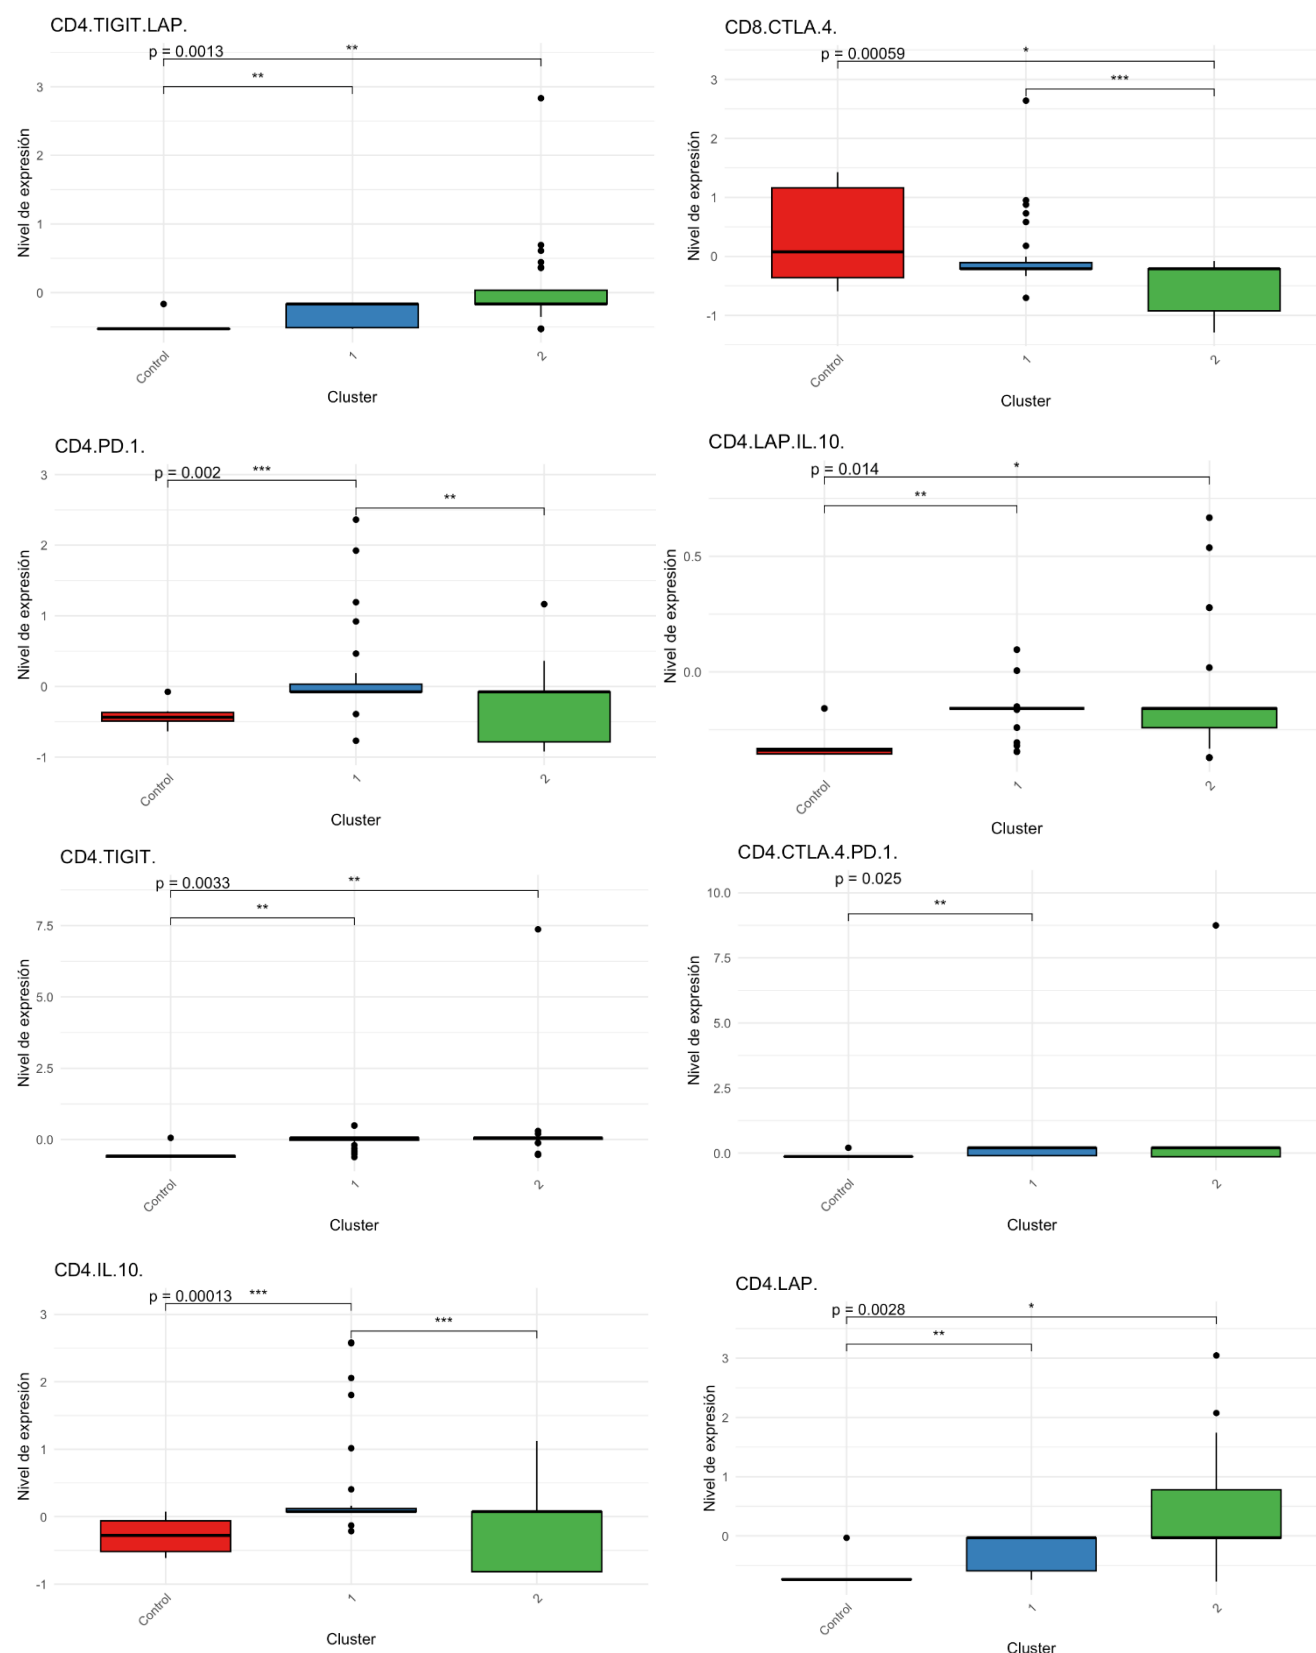 CD4.TIGIT.LAP.
p = 0.0013
**
**
Nivel de expresión
3
2
1
0
Control
1
2
Cluster
CD8.CTLA.4.
p = 0.00059
*
***
Nivel de expresión
3
2
1
0
-1
Control
1
2
Cluster
CD4.PD.1.
p = 0.002
***
**
Nivel de expresión
3
2
1
0
-1
Control
1
2
Cluster
CD4.LAP.IL.10.
p = 0.014
*
**
Nivel de expresión
0.5
0.0
Control
1
2
Cluster
CD4.TIGIT.
p = 0.0033
**
**
Nivel de expresión
7.5
5.0
2.5
0.0
Control
1
2
Cluster
CD4.CTLA.4.PD.1.
p = 0.025
**
Nivel de expresión
10.0
7.5
5.0
2.5
0.0
Control
1
2
Cluster
CD4.IL.10.
p = 0.00013
***
***
Nivel de expresión
3
2
1
0
-1
Control
1
2
Cluster
CD4.LAP.
p = 0.0028
*
**
Nivel de expresión
3
2
1
0
Control
1
2
Cluster